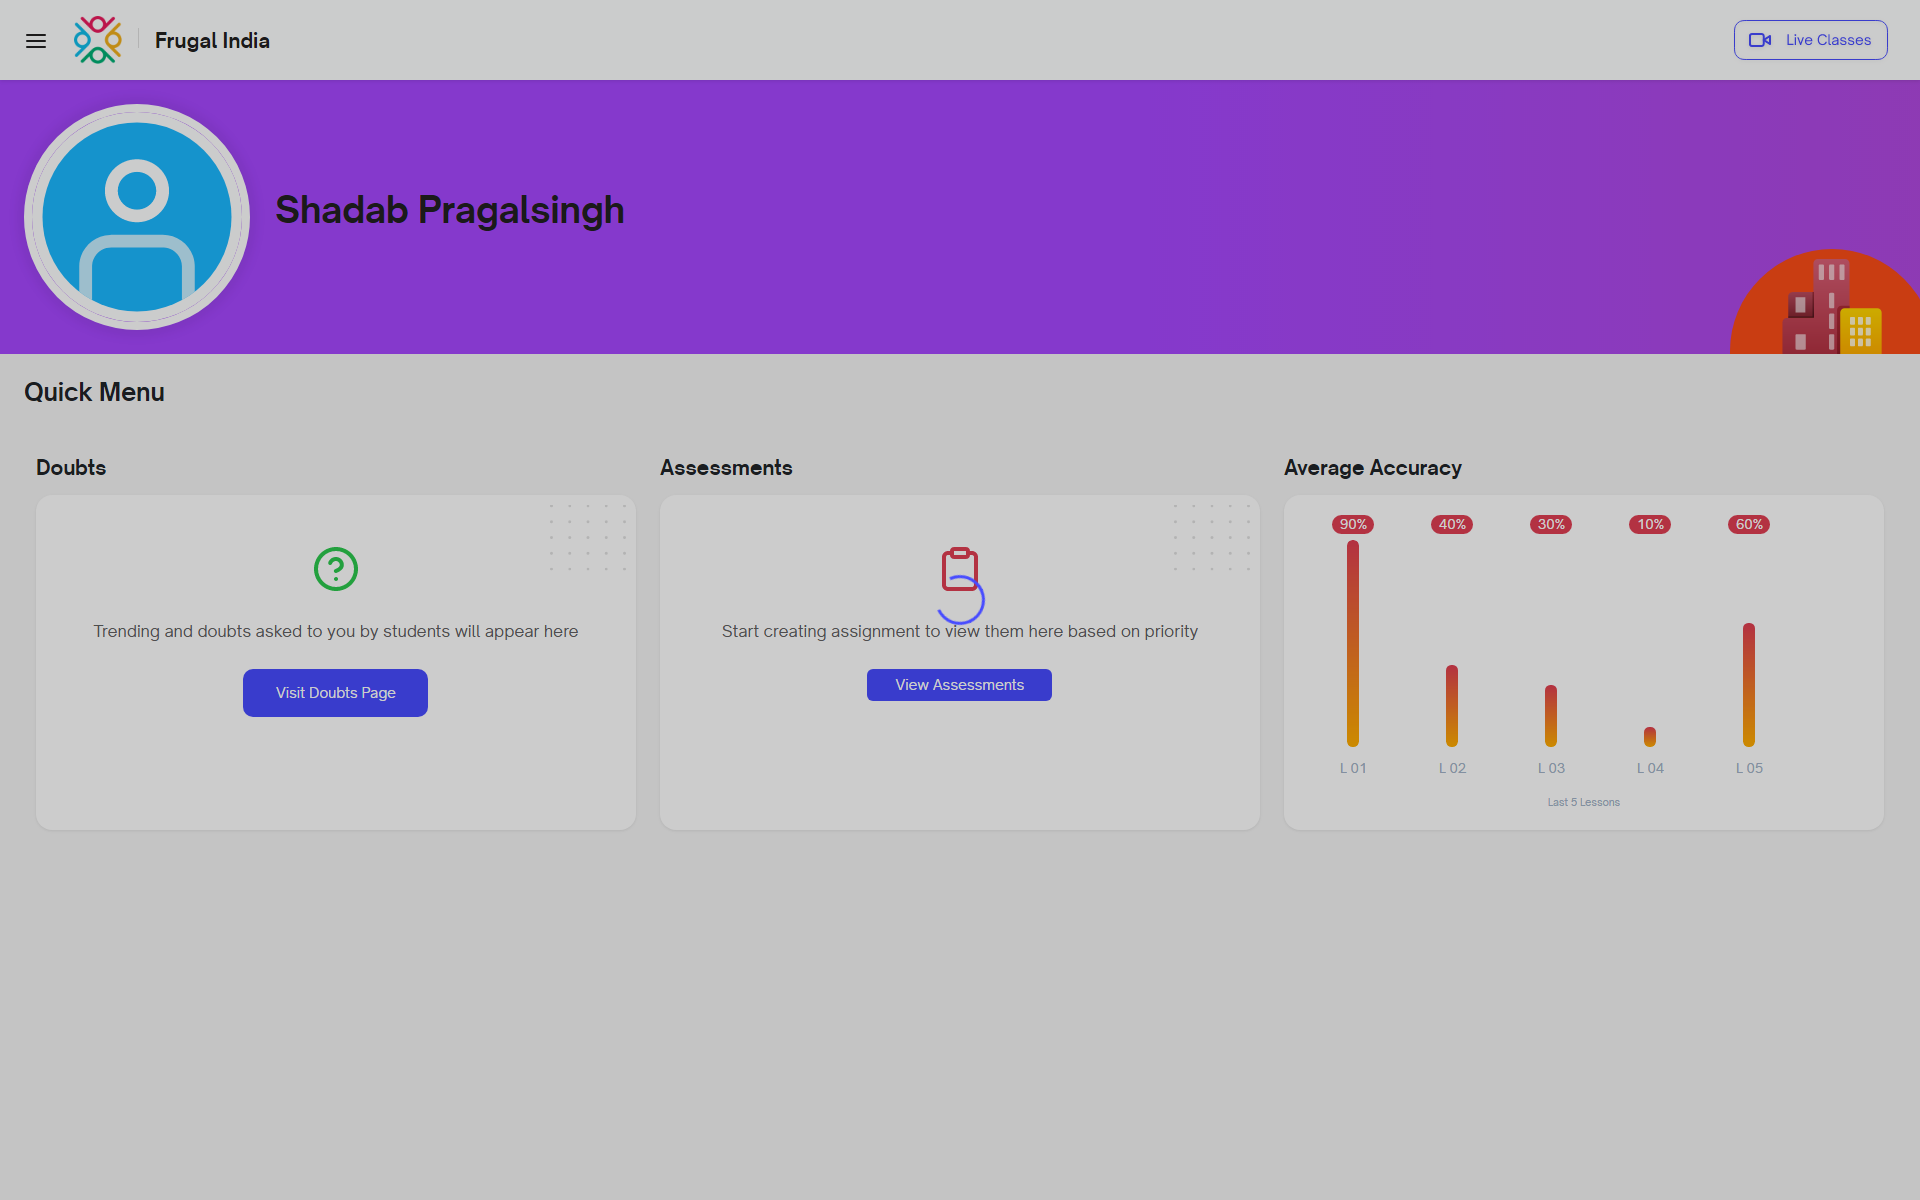 Frugal India
Live Classes
Shadab Pragalsingh
Quick Menu
Doubts
Trending and doubts asked to you by students will appear here
Visit Doubts Page
Assessments
Start creating assignment to view them here based on priority
View Assessments
Average Accuracy
90% 40% 30% 10% 60%
L 01 L 02 L 03 L 04 L 05
Last 5 Lessons